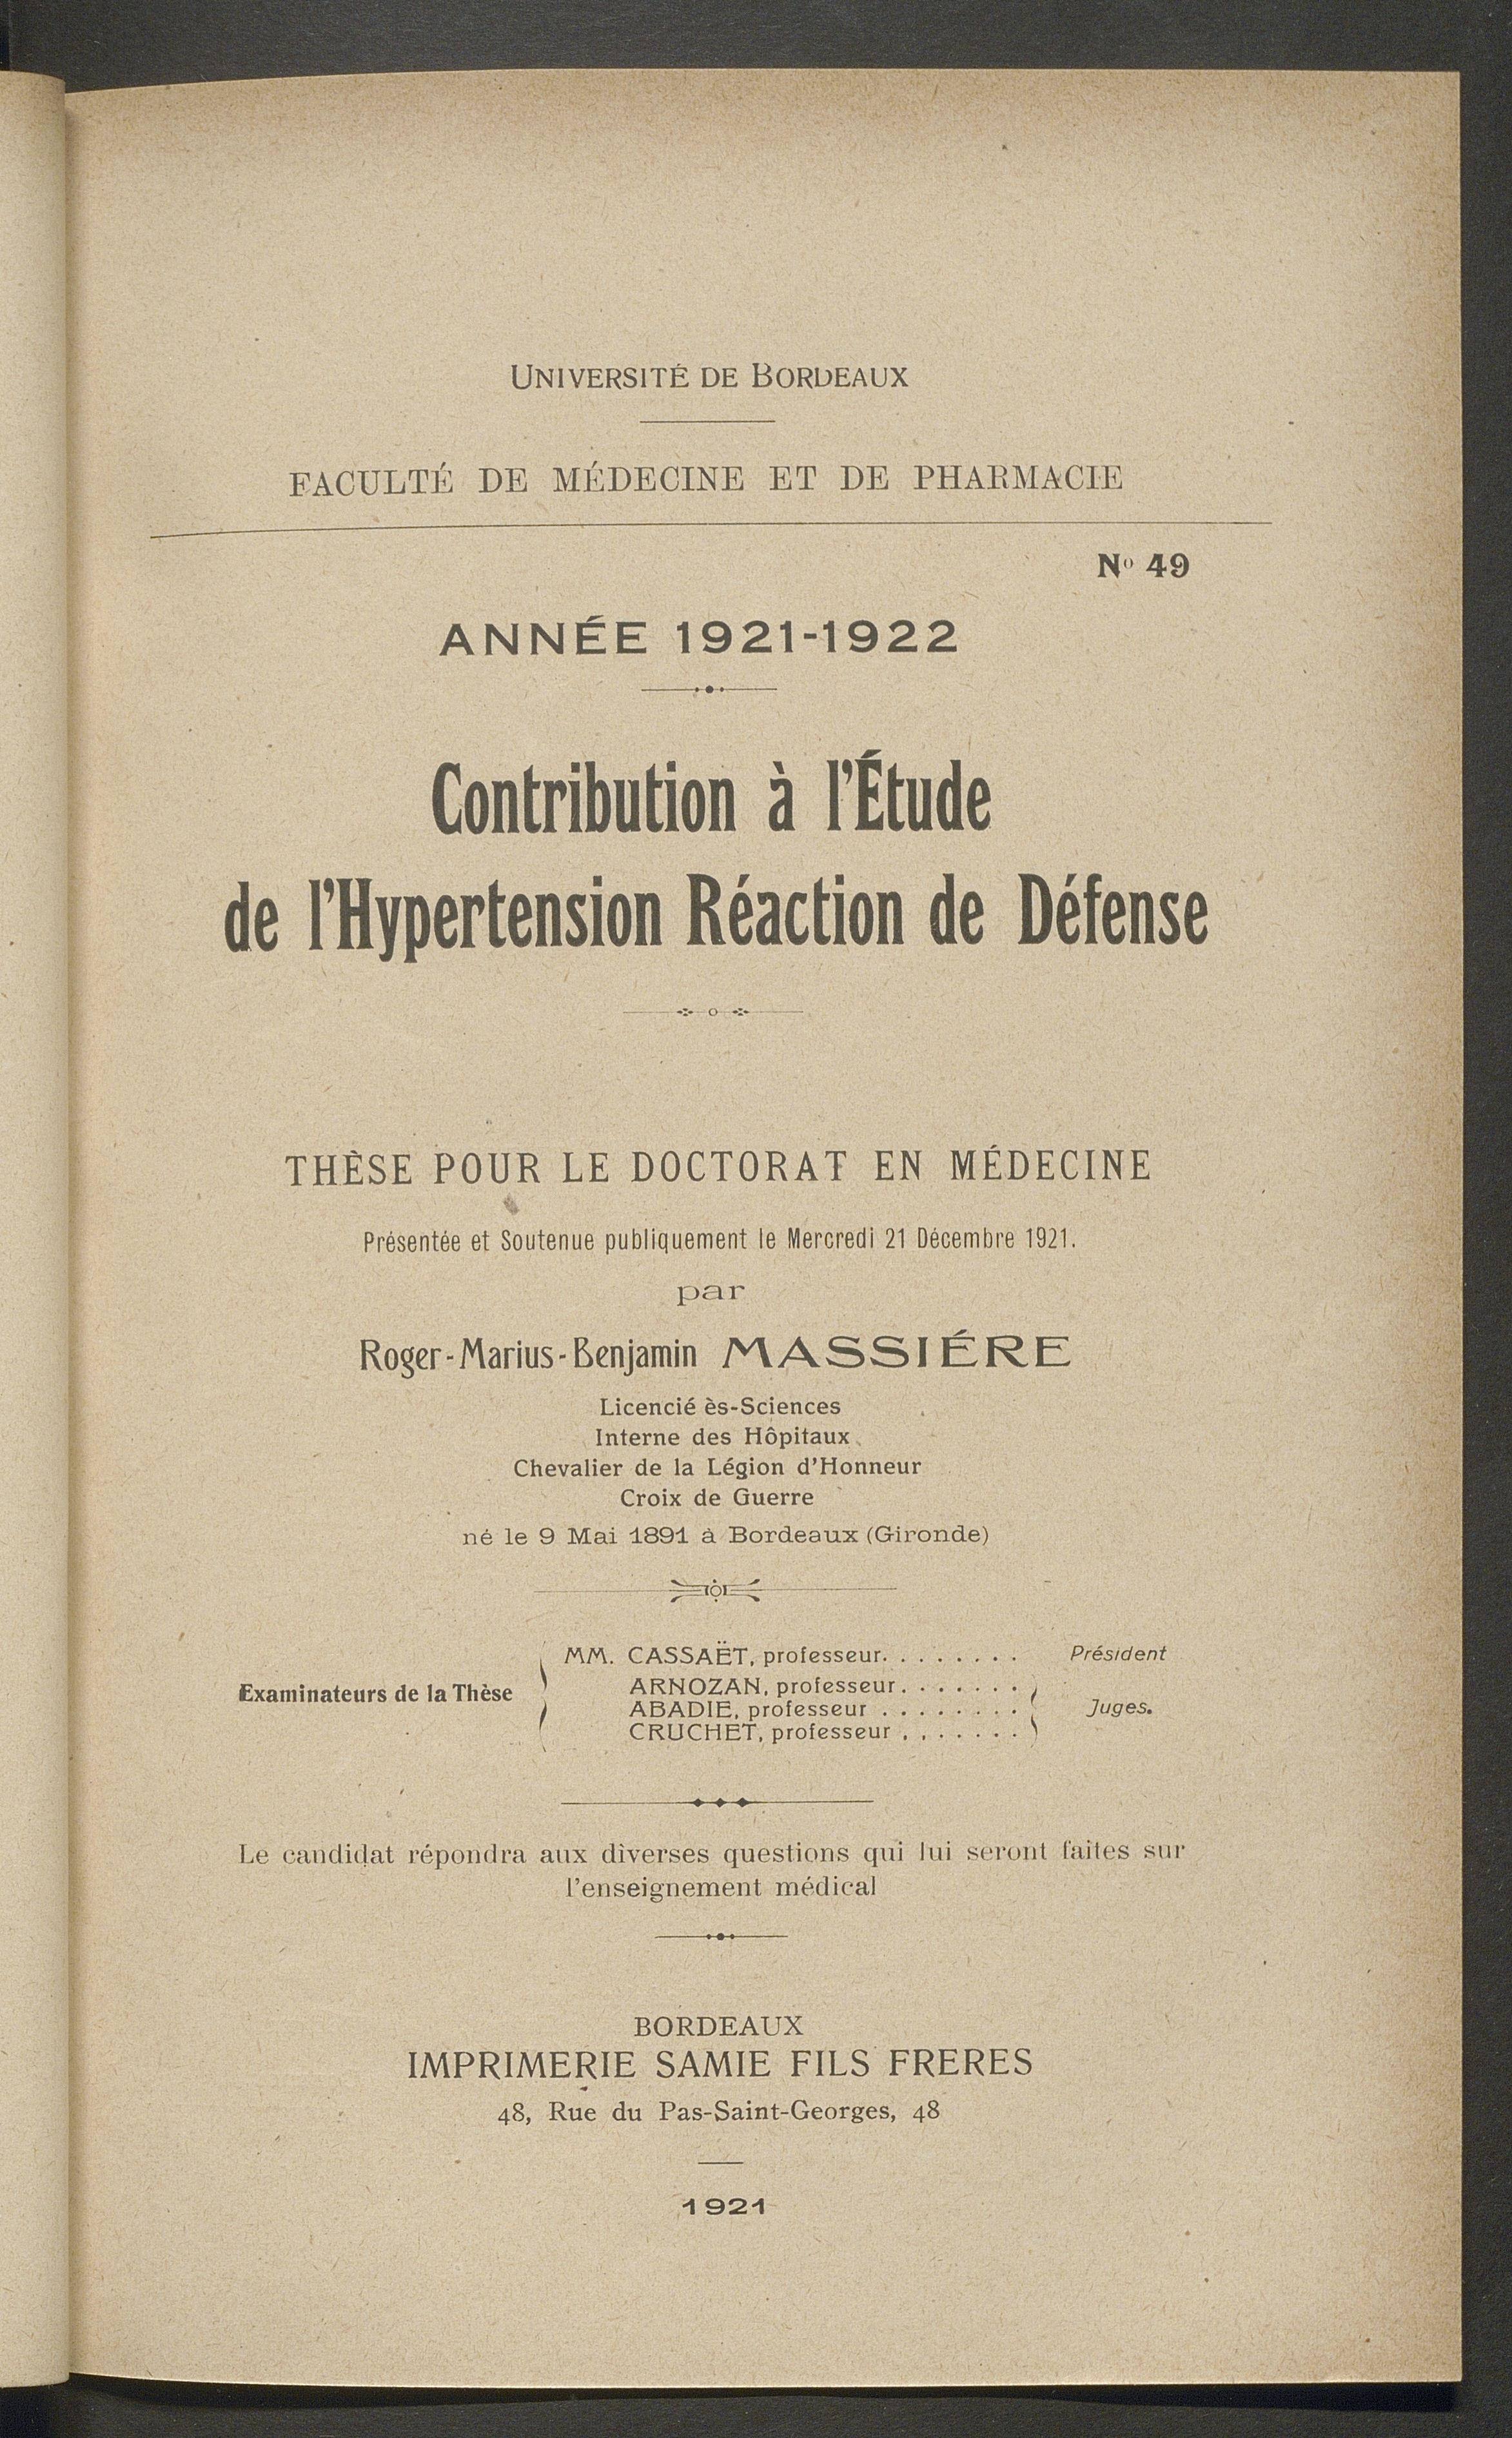 UNIVERSITÉ DE BORDEAUX
FACULTÉ DE MÉDECINE ET DE PHARMACIE
No 49
ANNÉE 1921-1922
Contribution à l'Étude
de l'Hypertension Réaction de Défense
THÈSE POUR LE DOCTORAT EN MÉDECINE
Présentée et Soutenue publiquement le Mercredi 21 Décembre 1921.
par
Roger-Marius-Benjamin MASSIÉRE
Licencié ès-Sciences
Interne des Hôpitaux
Chevalier de la Légion d'Honneur
Croix de Guerre
né le 9 Mai 1891 à Bordeaux (Gironde)
Examinateurs de la Thèse
MM. CASSAËT, professeur. . . . . . . . Président
ARNOZAN, professeur. . . . . . .
ABADIE, professeur . . . . . . . . Juges.
CRUCHET, professeur . . . . . . .
Le candidat répondra aux diverses questions qui lui seront faites sur
l'enseignement médical
BORDEAUX
IMPRIMERIE SAMIE FILS FRERES
48, Rue du Pas-Saint-Georges, 48
1921